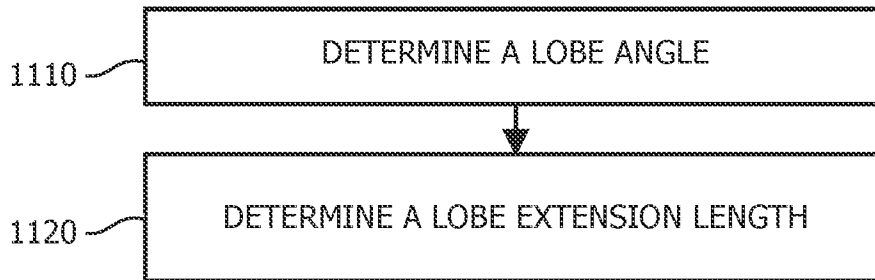 1110
DETERMINE A LOBE ANGLE
1120
DETERMINE A LOBE EXTENSION LENGTH